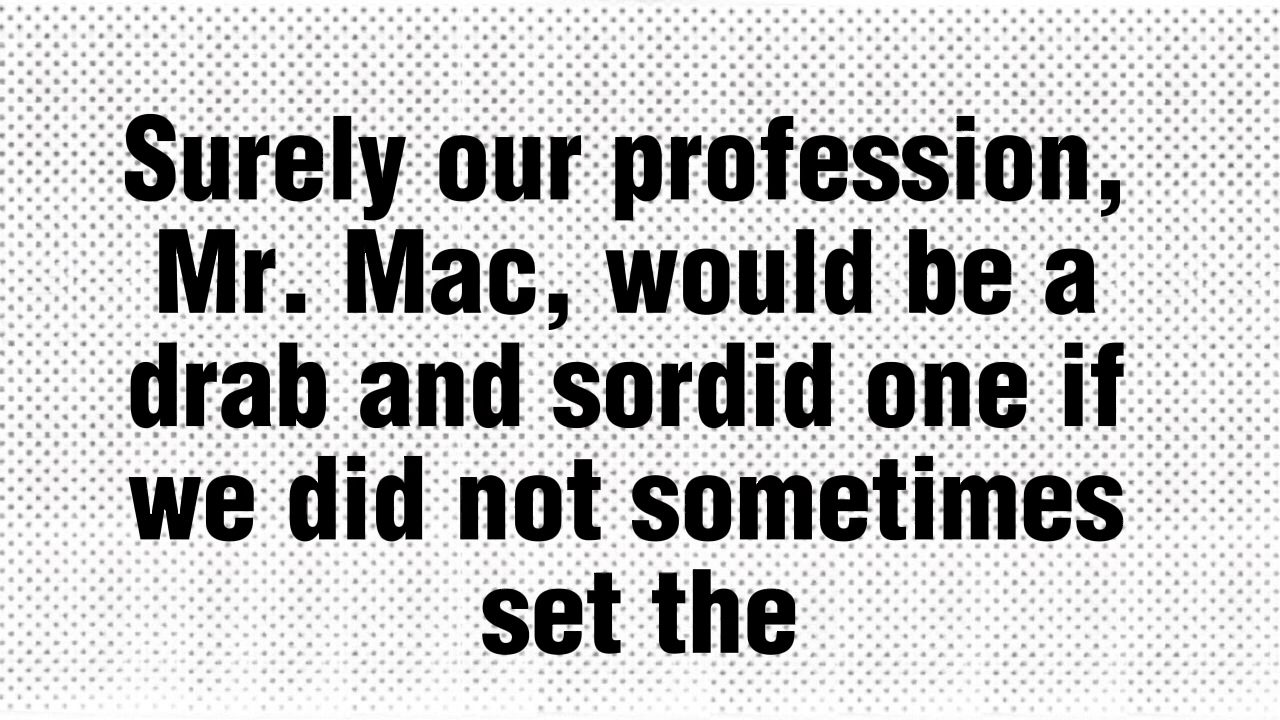 Surely our profession,
Mr. Mac, would be a
drab and sordid one if
we did not sometimes
set the